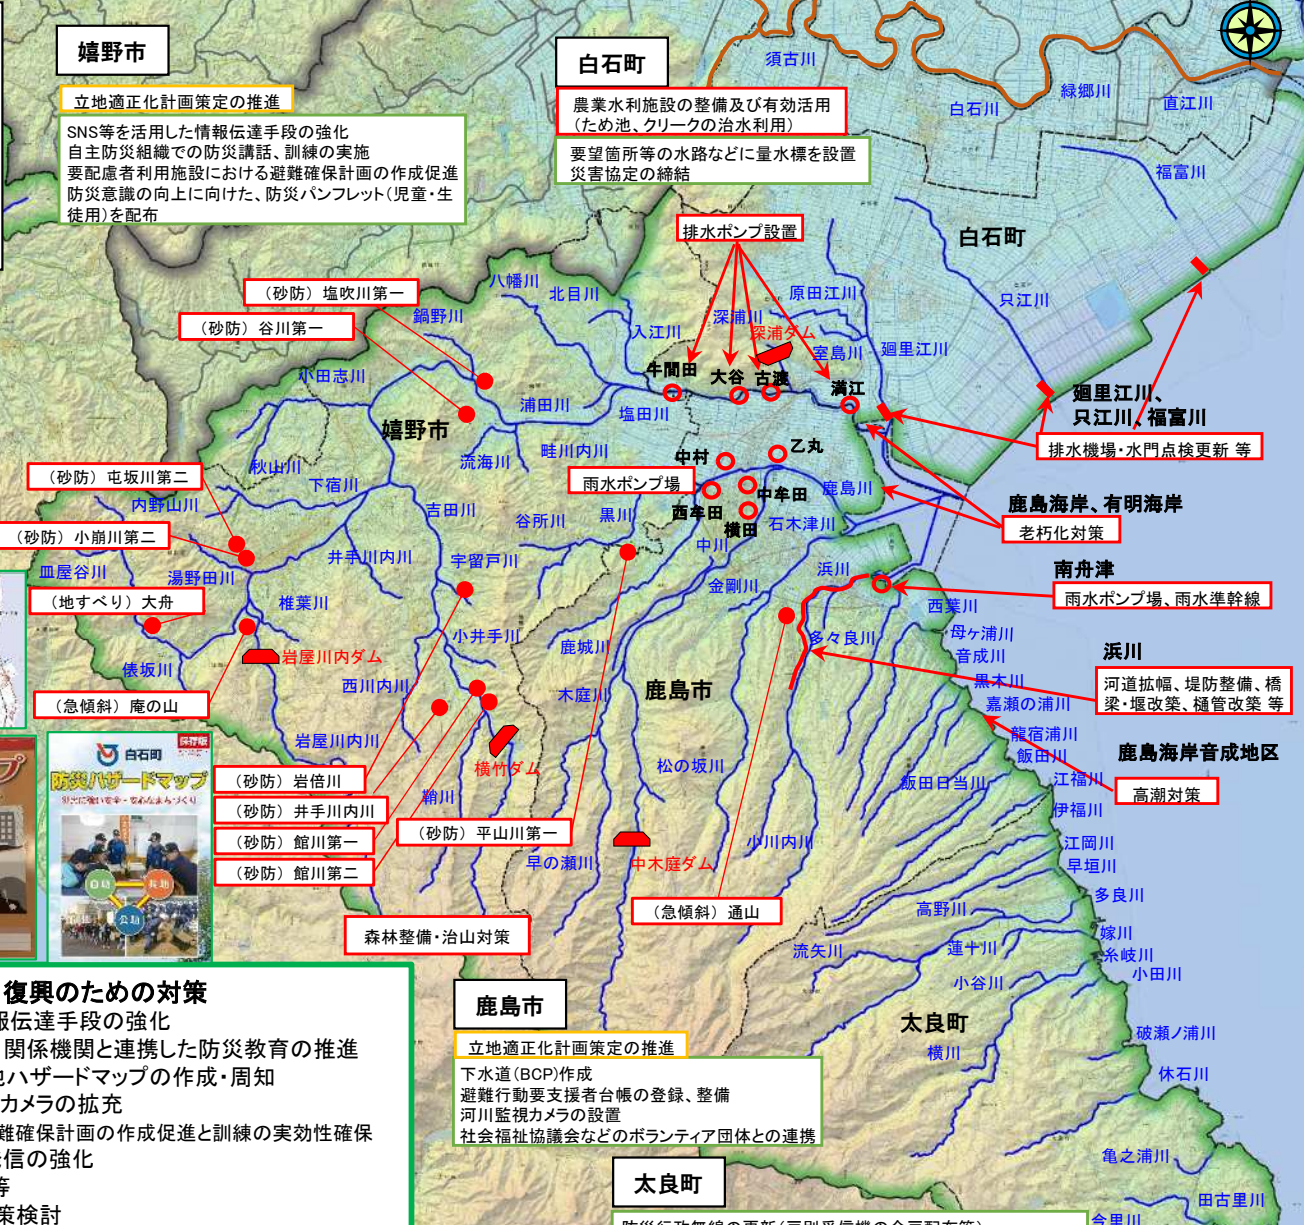 嬉野市
立地適正化計画策定の推進
SNS等を活用した情報伝達手段の強化
自主防災組織での防災講話、訓練の実施
要配慮者利用施設における避難確保計画の作成促進
防災意識の向上に向けた、防災パンフレット(児童・生
徒用)を配布
白石町
農業水利施設の整備及び有効活用
(ため池、クリークの治水利用)
要望箇所等の水路などに量水標を設置
災害協定の締結
須古川
白石川
緑郷川
直江川
福富川
白石町
只江川
排水ポンプ設置
(砂防)塩吹川第一
(砂防)谷川第一
八幡川
北目川
鍋野川
入江川
深浦川
原田江川
深浦ダム
室島川
廻里江川
小田志川
牛間田
大谷
古渡
満江
浦田川
塩田川
嬉野市
流海川
畦川内川
廻里江川、
只江川、福富川
排水機場・水門点検更新 等
秋山川
下宿川
(砂防)屯坂川第二
内野山川
(砂防)小崩川第二
中村
乙丸
雨水ポンプ場
西牟田
中牟田
横田
鹿島川
石木津川
鹿島海岸、有明海岸
老朽化対策
吉田川
谷所川
黒川
中川
皿屋谷川
湯野田川
井手川内川
宇留戸川
金剛川
浜川
南舟津
雨水ポンプ場、雨水準幹線
(地すべり)大舟
椎葉川
小井手川
鹿城川
多々良川
西葉川
母ヶ浦川
音成川
浜川
河道拡幅、堤防整備、橋
梁・堰改築、樋管改築 等
俵坂川
岩屋川内ダム
西川内川
木庭川
鹿島市
黒木川
嘉瀬の浦川
(急傾斜)庵の山
岩屋川内川
龍宿浦川
飯田川
鹿島海岸音成地区
高潮対策
白石町
保存版
防災ハザードマップ
自助
共助
公助
(砂防)岩倍川
(砂防)井手川内川
(砂防)館川第一
(砂防)館川第二
横竹ダム
鞘川
松の坂川
飯田日当川
江福川
伊福川
(砂防)平山川第一
早の瀬川
中木庭ダム
小川内川
江岡川
早垣川
(急傾斜)通山
多良川
高野川
森林整備・治山対策
流矢川
蓮十川
嫁川
糸岐川
小田川
小谷川
復興のための対策
報伝達手段の強化
関係機関と連携した防災教育の推進
ハザードマップの作成・周知
カメラの拡充
難確保計画の作成促進と訓練の実効性確保
信の強化
等
策検討
鹿島市
立地適正化計画策定の推進
下水道(BCP)作成
避難行動要支援者台帳の登録、整備
河川監視カメラの設置
社会福祉協議会などのボランティア団体との連携
太良町
横川
破瀬ノ浦川
休石川
亀之浦川
田古里川
今里川
太良町
防災行政無線の更新(戸別受信機の全戸配布等)